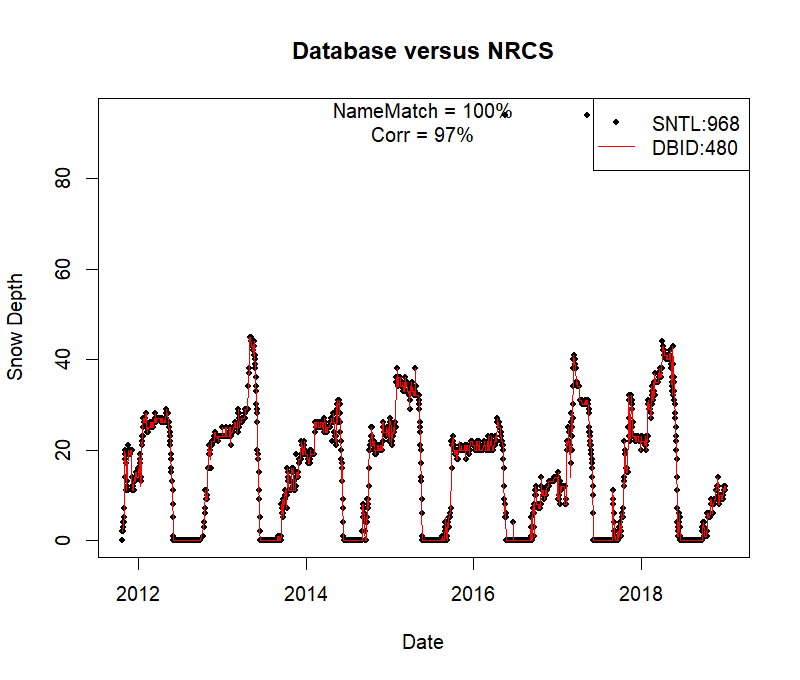 Database versus NRCS
NameMatch = 100%
Corr = 97%
SNTL:968
DBID:480
80
60
40
20
0
Snow Depth
2012
2014
2016
2018
Date